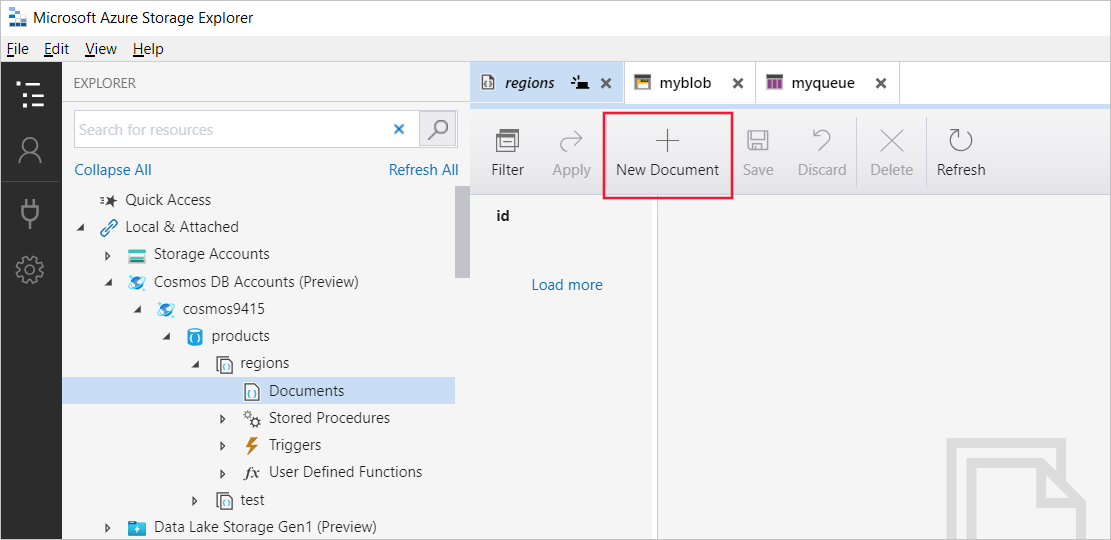 Microsoft Azure Storage Explorer
File Edit View Help
EXPLORER
Search for resources
Collapse All Refresh All
Quick Access
Local & Attached
Storage Accounts
Cosmos DB Accounts (Preview)
cosmos9415
products
regions
Documents
Stored Procedures
Triggers
fx User Defined Functions
test
Data Lake Storage Gen1 (Preview)
regions myblob myqueue
Filter Apply New Document Save Discard Delete Refresh
id
Load more